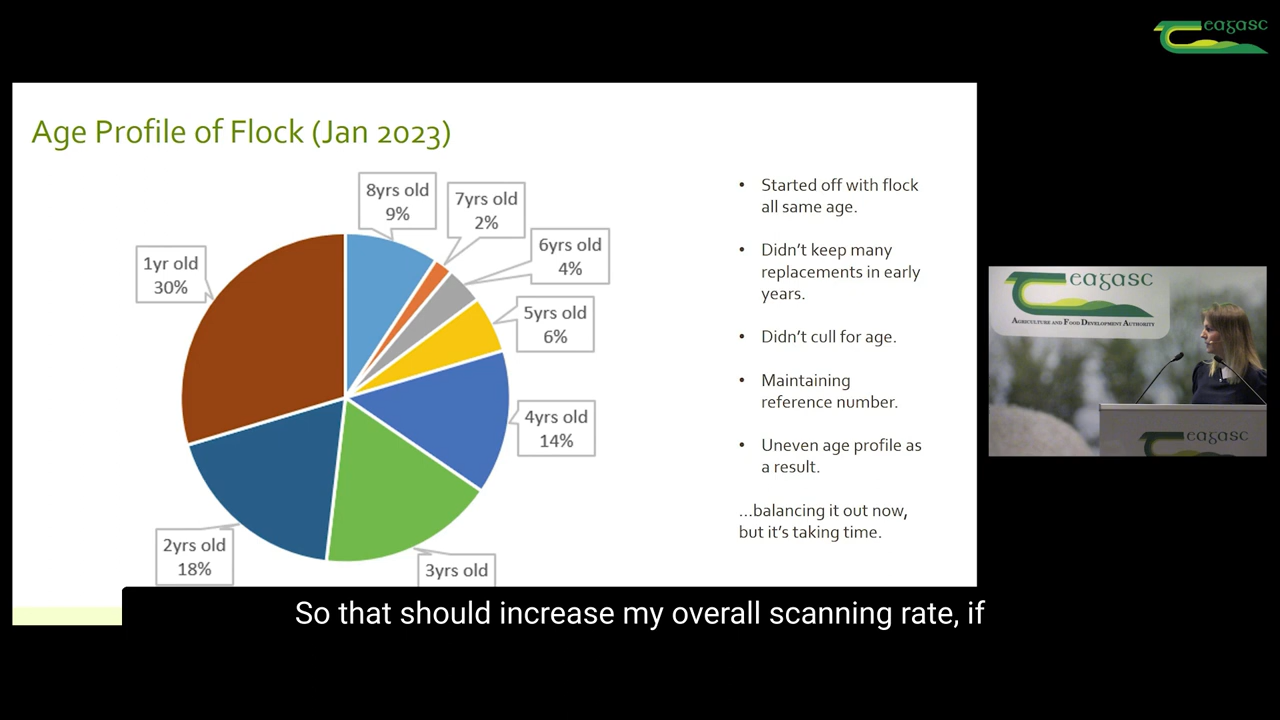 eagasc
Age Profile of Flock (Jan 2023)
8yrs old
9%
7yrs old
2%
6yrs old
4%
1yr old
30%
5yrs old
6%
4yrs old
14%
2yrs old
18%
3yrs old
• Started off with flock
all same age.
• Didn't keep many
replacements in early
years.
• Didn't cull for age.
• Maintaining
reference number.
• Uneven age profile as
a result.
...balancing it out now,
but it's taking time.
eagasc
AGRICULTURE AND FOOD DEVELOPMENT AUTHORITY
eagasc
So that should increase my overall scanning rate, if